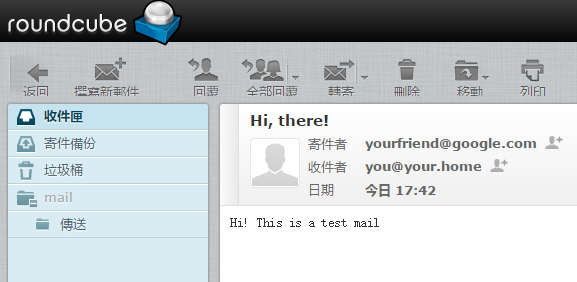 roundcube
返回 撰寫新郵件 回覆 全部回覆 轉寄 刪除 移動 列印
收件匣
寄件備份
垃圾桶
mail
傳送
Hi, there!
寄件者 yourfriend@google.com
收件者 you@your.home
日期 今日 17:42
Hi! This is a test mail